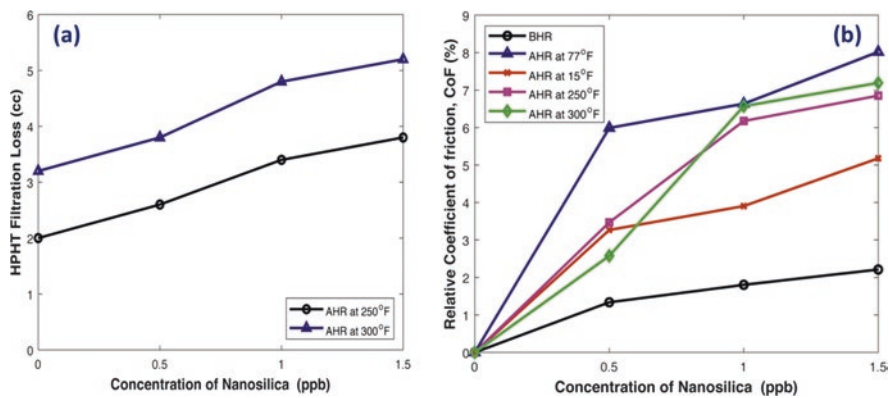 (a)
HPHT Filtration Loss (cc)
6
5
4
3
2
1
0
AHR at 250°F
AHR at 300°F
0
0.5
1
1.5
Concentration of Nanosilica (ppb)
(b)
Relative Coefficient of friction, CoF (%)
9
8
7
6
5
4
3
2
1
0
BHR
AHR at 77°F
AHR at 15°F
AHR at 250°F
AHR at 300°F
0
0.5
1
1.5
Concentration of Nanosilica (ppb)